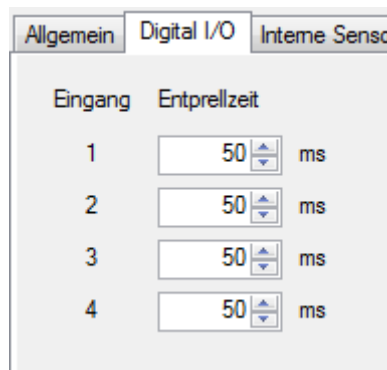 Allgemein Digital I/O Interne Senso
Eingang Entprellzeit
1 50 ms
2 50 ms
3 50 ms
4 50 ms